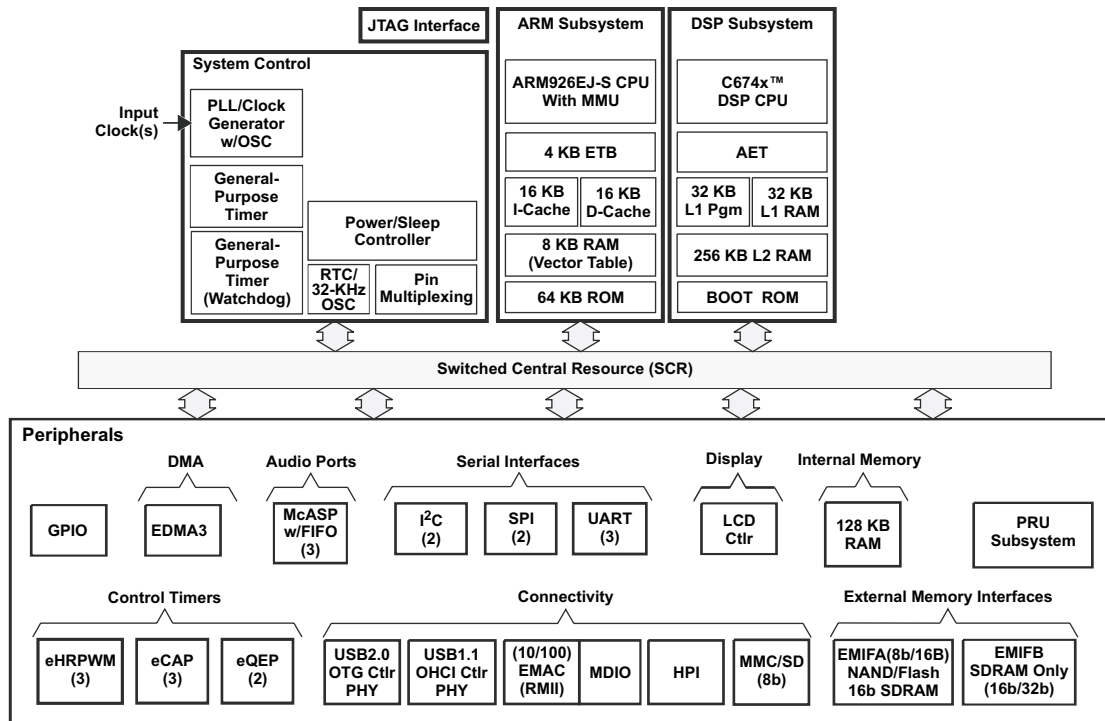 JTAG Interface
ARM Subsystem
DSP Subsystem
System Control
Input
Clock(s)
PLL/Clock
Generator
w/OSC
General-
Purpose
Timer
General-
Purpose
Timer
(Watchdog)
Power/Sleep
Controller
RTC/
32-KHz
OSC
Pin
Multiplexing
ARM926EJ-S CPU
With MMU
4 KB ETB
16 KB
I-Cache
16 KB
D-Cache
8 KB RAM
(Vector Table)
64 KB ROM
C674x™
DSP CPU
AET
32 KB
L1 Pgm
32 KB
L1 RAM
256 KB L2 RAM
BOOT ROM
Switched Central Resource (SCR)
Peripherals
DMA
Audio Ports
Serial Interfaces
Display
Internal Memory
GPIO
EDMA3
McASP
w/FIFO
(3)
I²C
(2)
SPI
(2)
UART
(3)
LCD
Ctlr
128 KB
RAM
PRU
Subsystem
Control Timers
Connectivity
External Memory Interfaces
eHRPWM
(3)
eCAP
(3)
eQEP
(2)
USB2.0
OTG Ctlr
PHY
USB1.1
OHCI Ctlr
PHY
(10/100)
EMAC
(RMII)
MDIO
HPI
MMC/SD
(8b)
EMIFA(8b/16B)
NAND/Flash
16b SDRAM
EMIFB
SDRAM Only
(16b/32b)